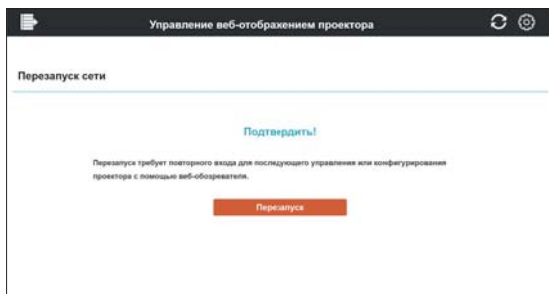 Управление веб-отображением проектора
Перезапуск сети
Подтвердить!
Перезапуск требует повторного входа для последующего управления или конфигурирования
проектора с помощью веб-обозревателя.
Перезапуск